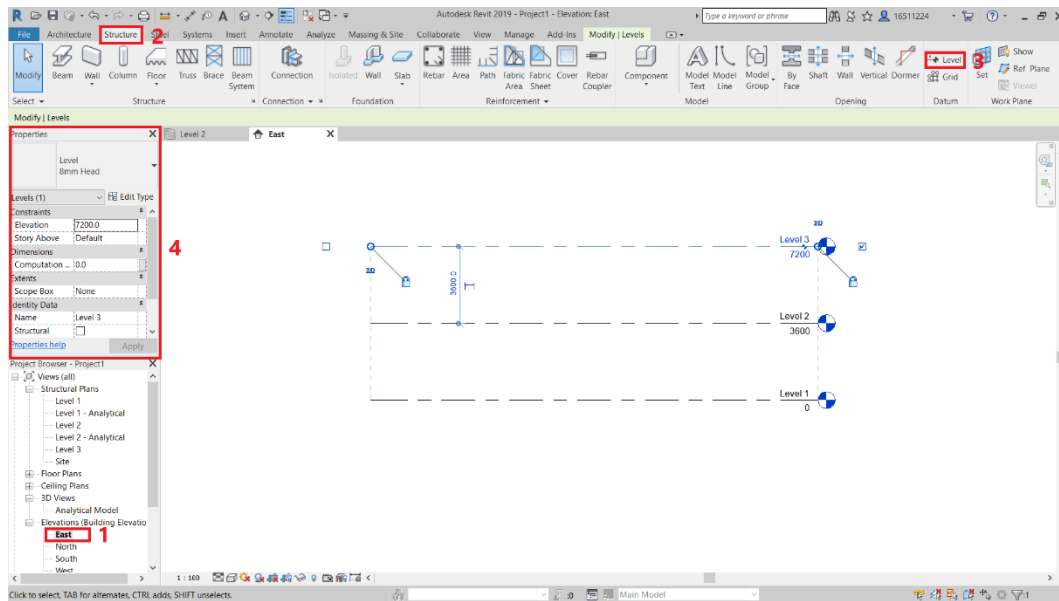 Autodesk Revit 2019 - Project1 - Elevation: East
Type a keyword or phrase
16511224
File Architecture Structure 2 el Systems Insert Annotate Analyze Massing & Site Collaborate View Manage Add-Ins Modify | Levels
Modify Beam Wall Column Floor Truss Brace Beam System Connection Isolated Wall Slab Rebar Area Path Fabric Area Fabric Sheet Cover Rebar Coupler Component Model Text Model Line Model Group By Face Shaft Wall Vertical Dormer Level 3 Grid Set Show Ref Plane Viewer
Select Structure Connection Foundation Reinforcement Model Opening Datum Work Plane
Modify | Levels
Properties X
Level 2
East X
Level
8mm Head
Levels (1) Edit Type
Constraints
Elevation 7200.0
Story Above Default
Dimensions
Computation ... 0.0
Extents
Scope Box None
Identity Data
Name Level 3
Structural
Properties help Apply
4
3D
Level 3
7200
3D
3600.0
Level 2
3600
Level 1
0
Project Browser - Project1 X
Views (all)
Structural Plans
Level 1
Level 1 - Analytical
Level 2
Level 2 - Analytical
Level 3
Site
Floor Plans
Ceiling Plans
3D Views
Analytical Model
Elevations (Building Elevatio
East 1
North
South
West
1 : 100
Click to select, TAB for alternates, CTRL adds, SHIFT unselects.
:0
Main Model
:1